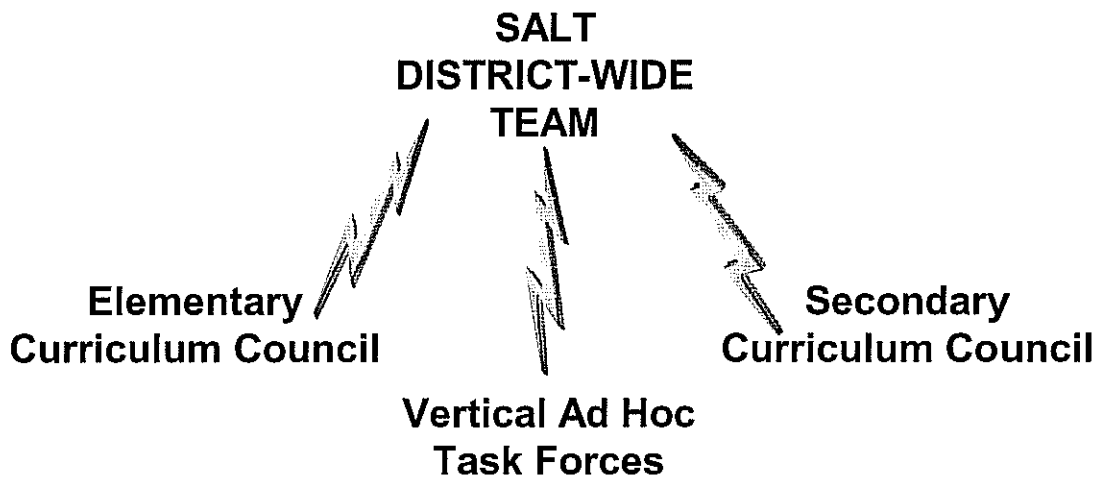 SALT
DISTRICT-WIDE
TEAM
Elementary
Curriculum Council
Secondary
Curriculum Council
Vertical Ad Hoc
Task Forces